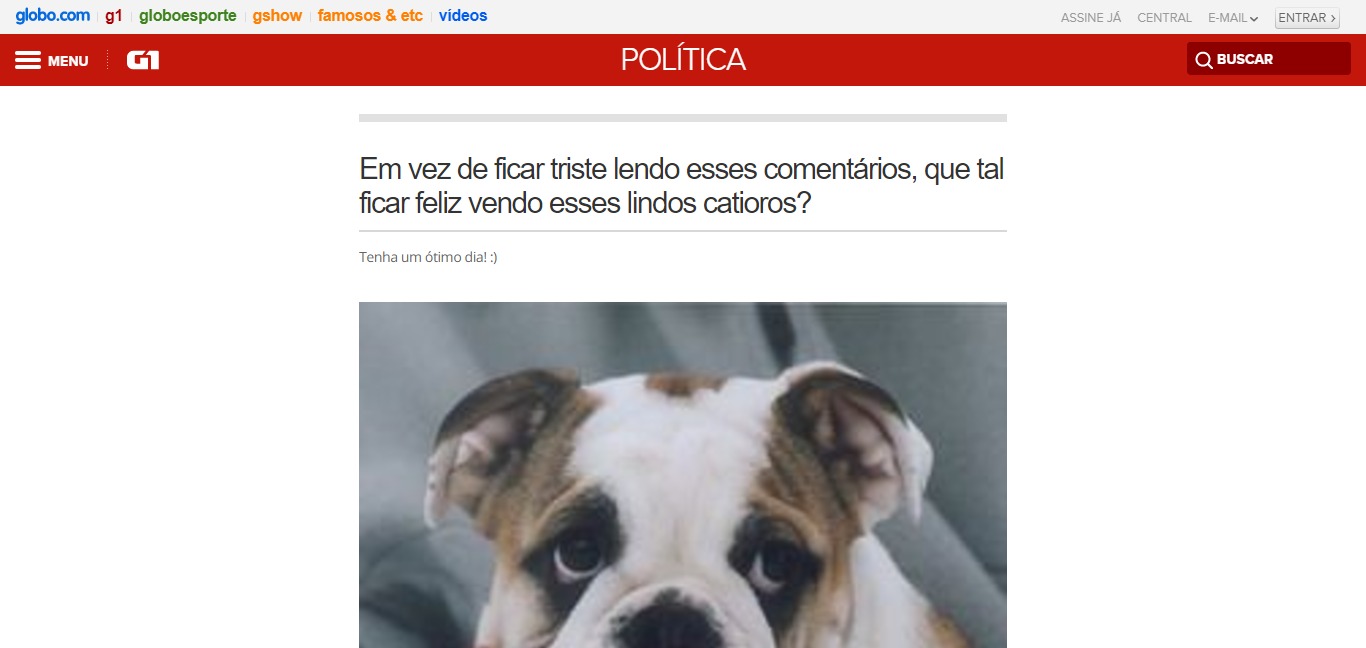 globo.com g1 globoesporte gshow famosos & etc vídeos ASSINE JÁ CENTRAL E-MAIL ENTRAR ›
MENU G1 POLÍTICA BUSCAR
Em vez de ficar triste lendo esses comentários, que tal
ficar feliz vendo esses lindos catioros?
Tenha um ótimo dia! :)